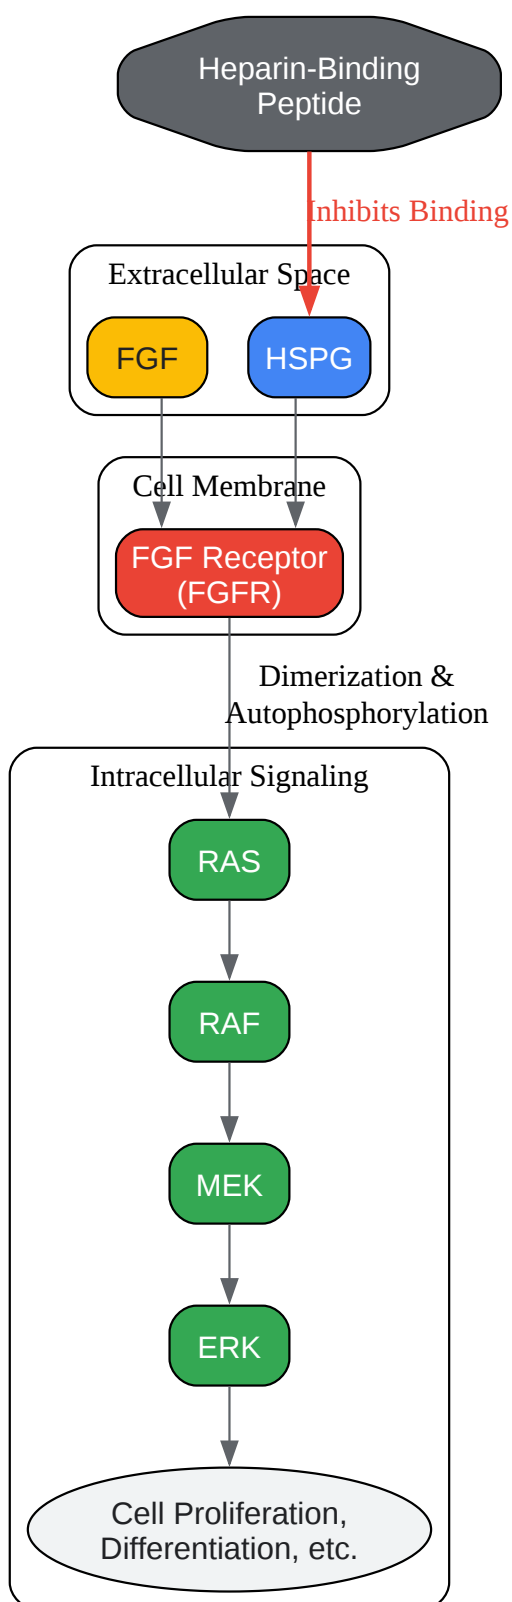 Heparin-Binding
Peptide
Inhibits Binding
Extracellular Space
FGF
HSPG
Cell Membrane
FGF Receptor
(FGFR)
Dimerization &
Autophosphorylation
Intracellular Signaling
RAS
RAF
MEK
ERK
Cell Proliferation,
Differentiation, etc.